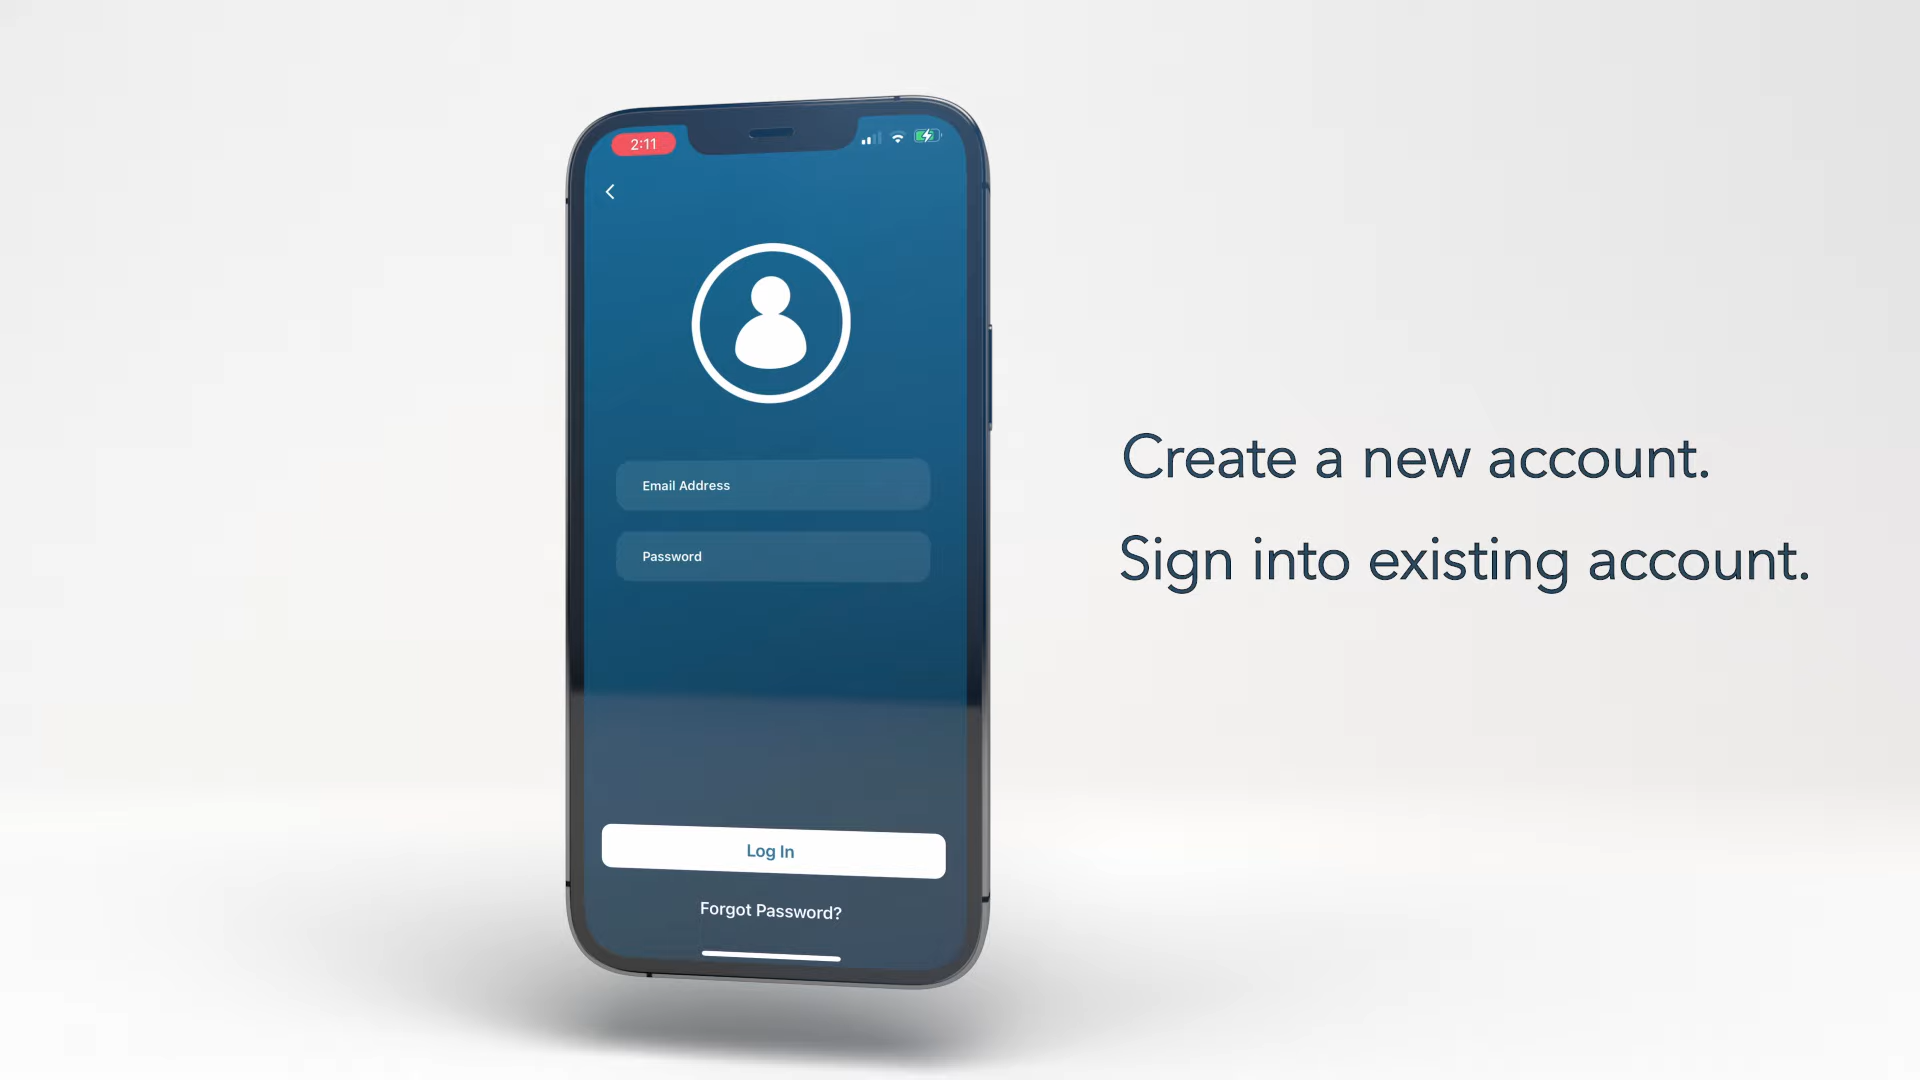 2:11
Email Address
Password
Log In
Forgot Password?
Create a new account.
Sign into existing account.